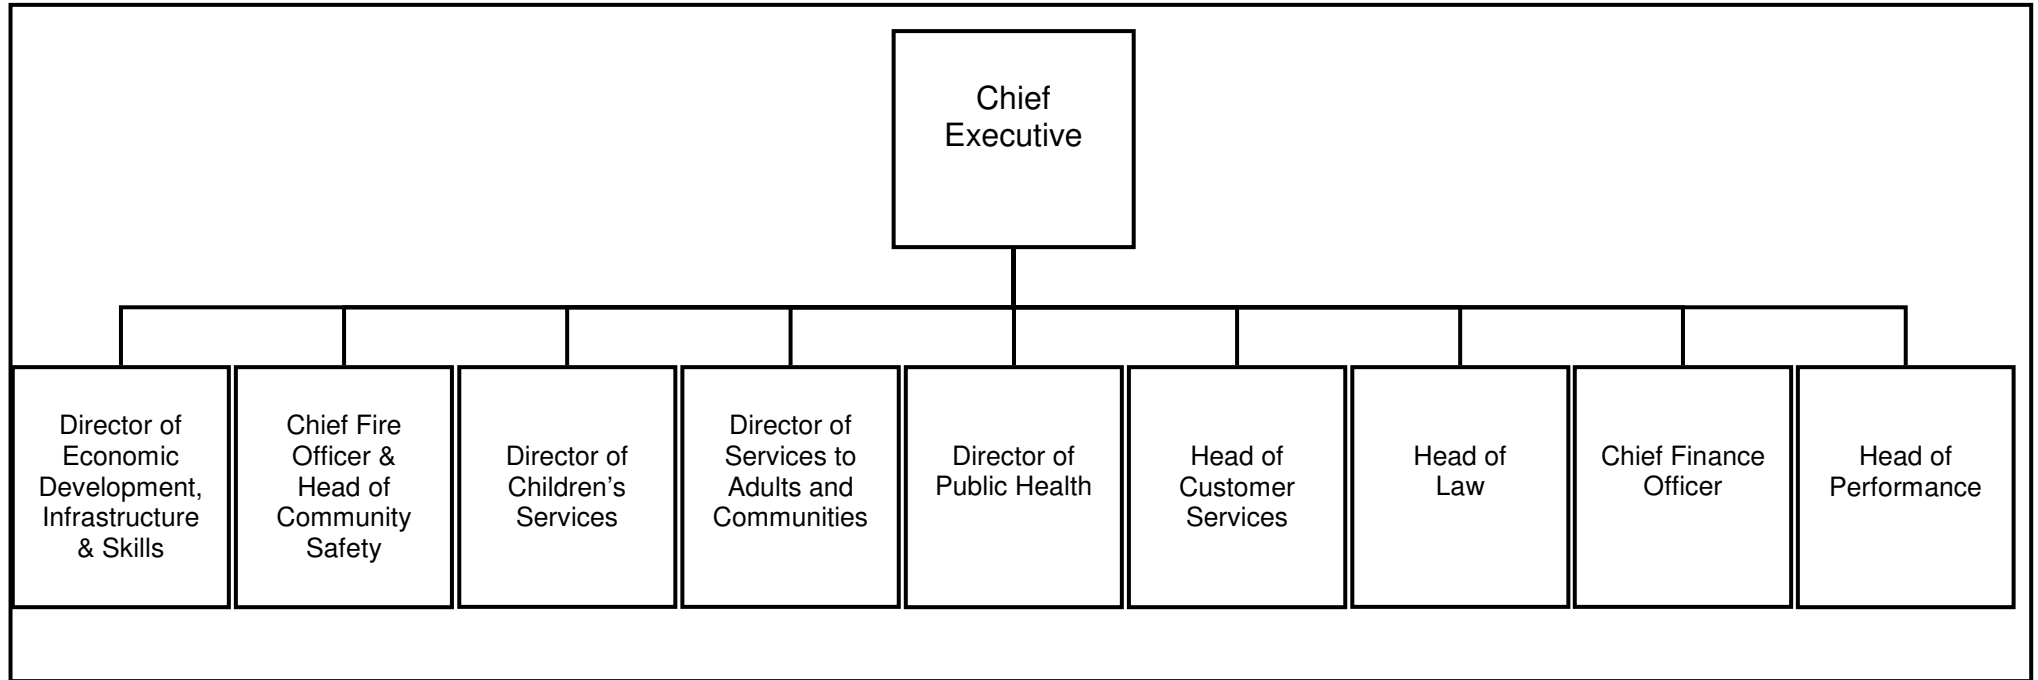 Chief
Executive
Director of
Economic
Development,
Infrastructure
& Skills
Chief Fire
Officer &
Head of
Community
Safety
Director of
Children’s
Services
Director of
Services to
Adults and
Communities
Director of
Public Health
Head of
Customer
Services
Head of
Law
Chief Finance
Officer
Head of
Performance